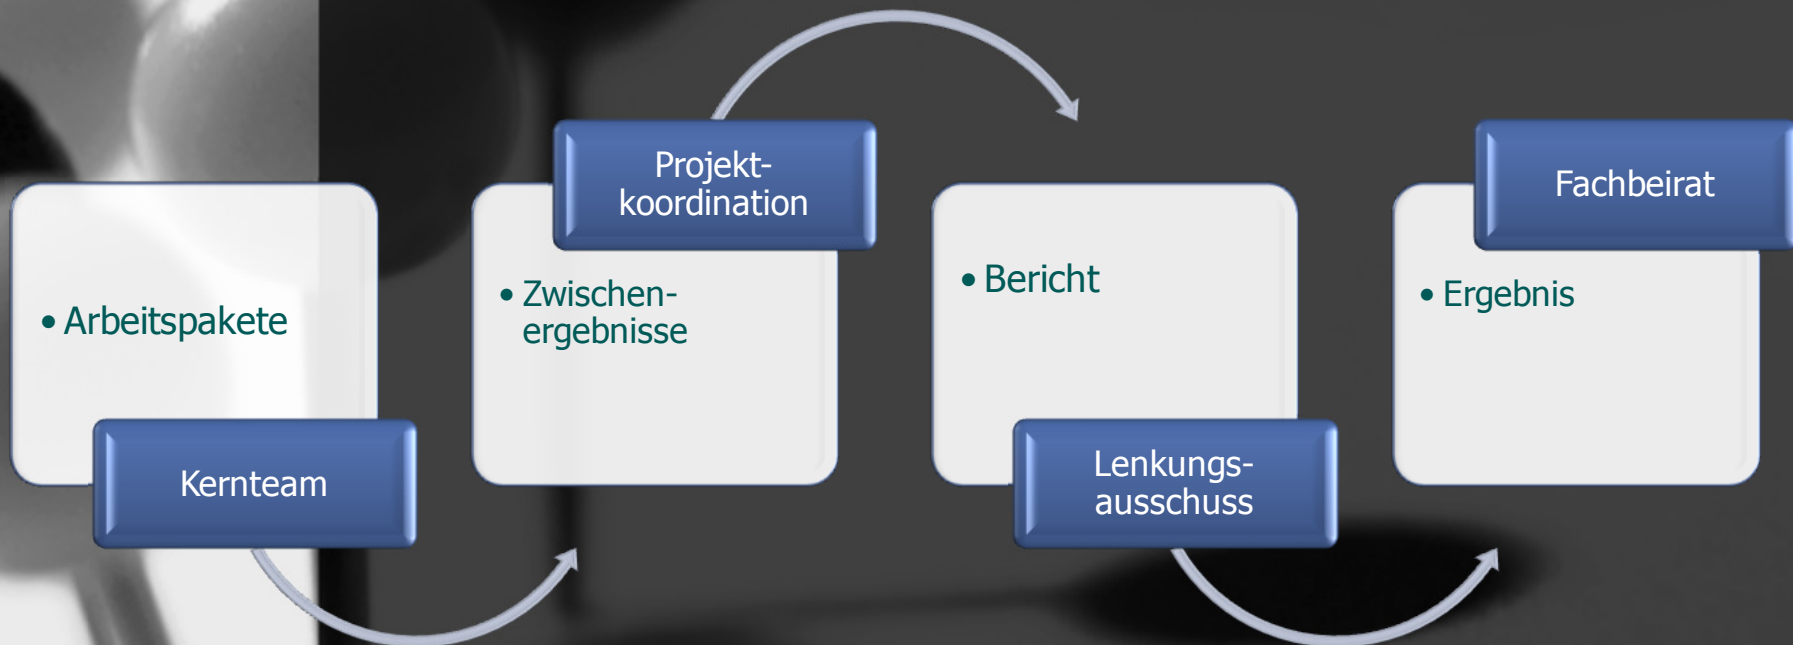 • Arbeitspakete
Kernteam
Projekt-
koordination
• Zwischen-
ergebnisse
• Bericht
Lenkungs-
ausschuss
Fachbeirat
• Ergebnis